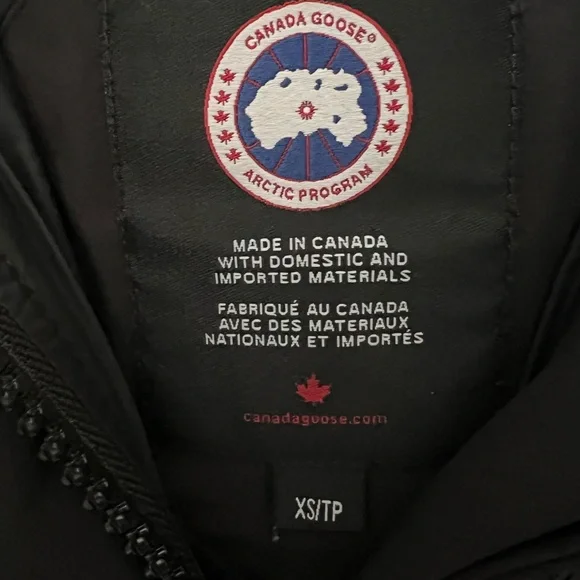 CANADA GOOSE®
ARCTIC PROGRAM
MADE IN CANADA
WITH DOMESTIC AND
IMPORTED MATERIALS
FABRIQUÉ AU CANADA
AVEC DES MATERIAUX
NATIONAUX ET IMPORTÉS
canadagoose.com
XS/TP